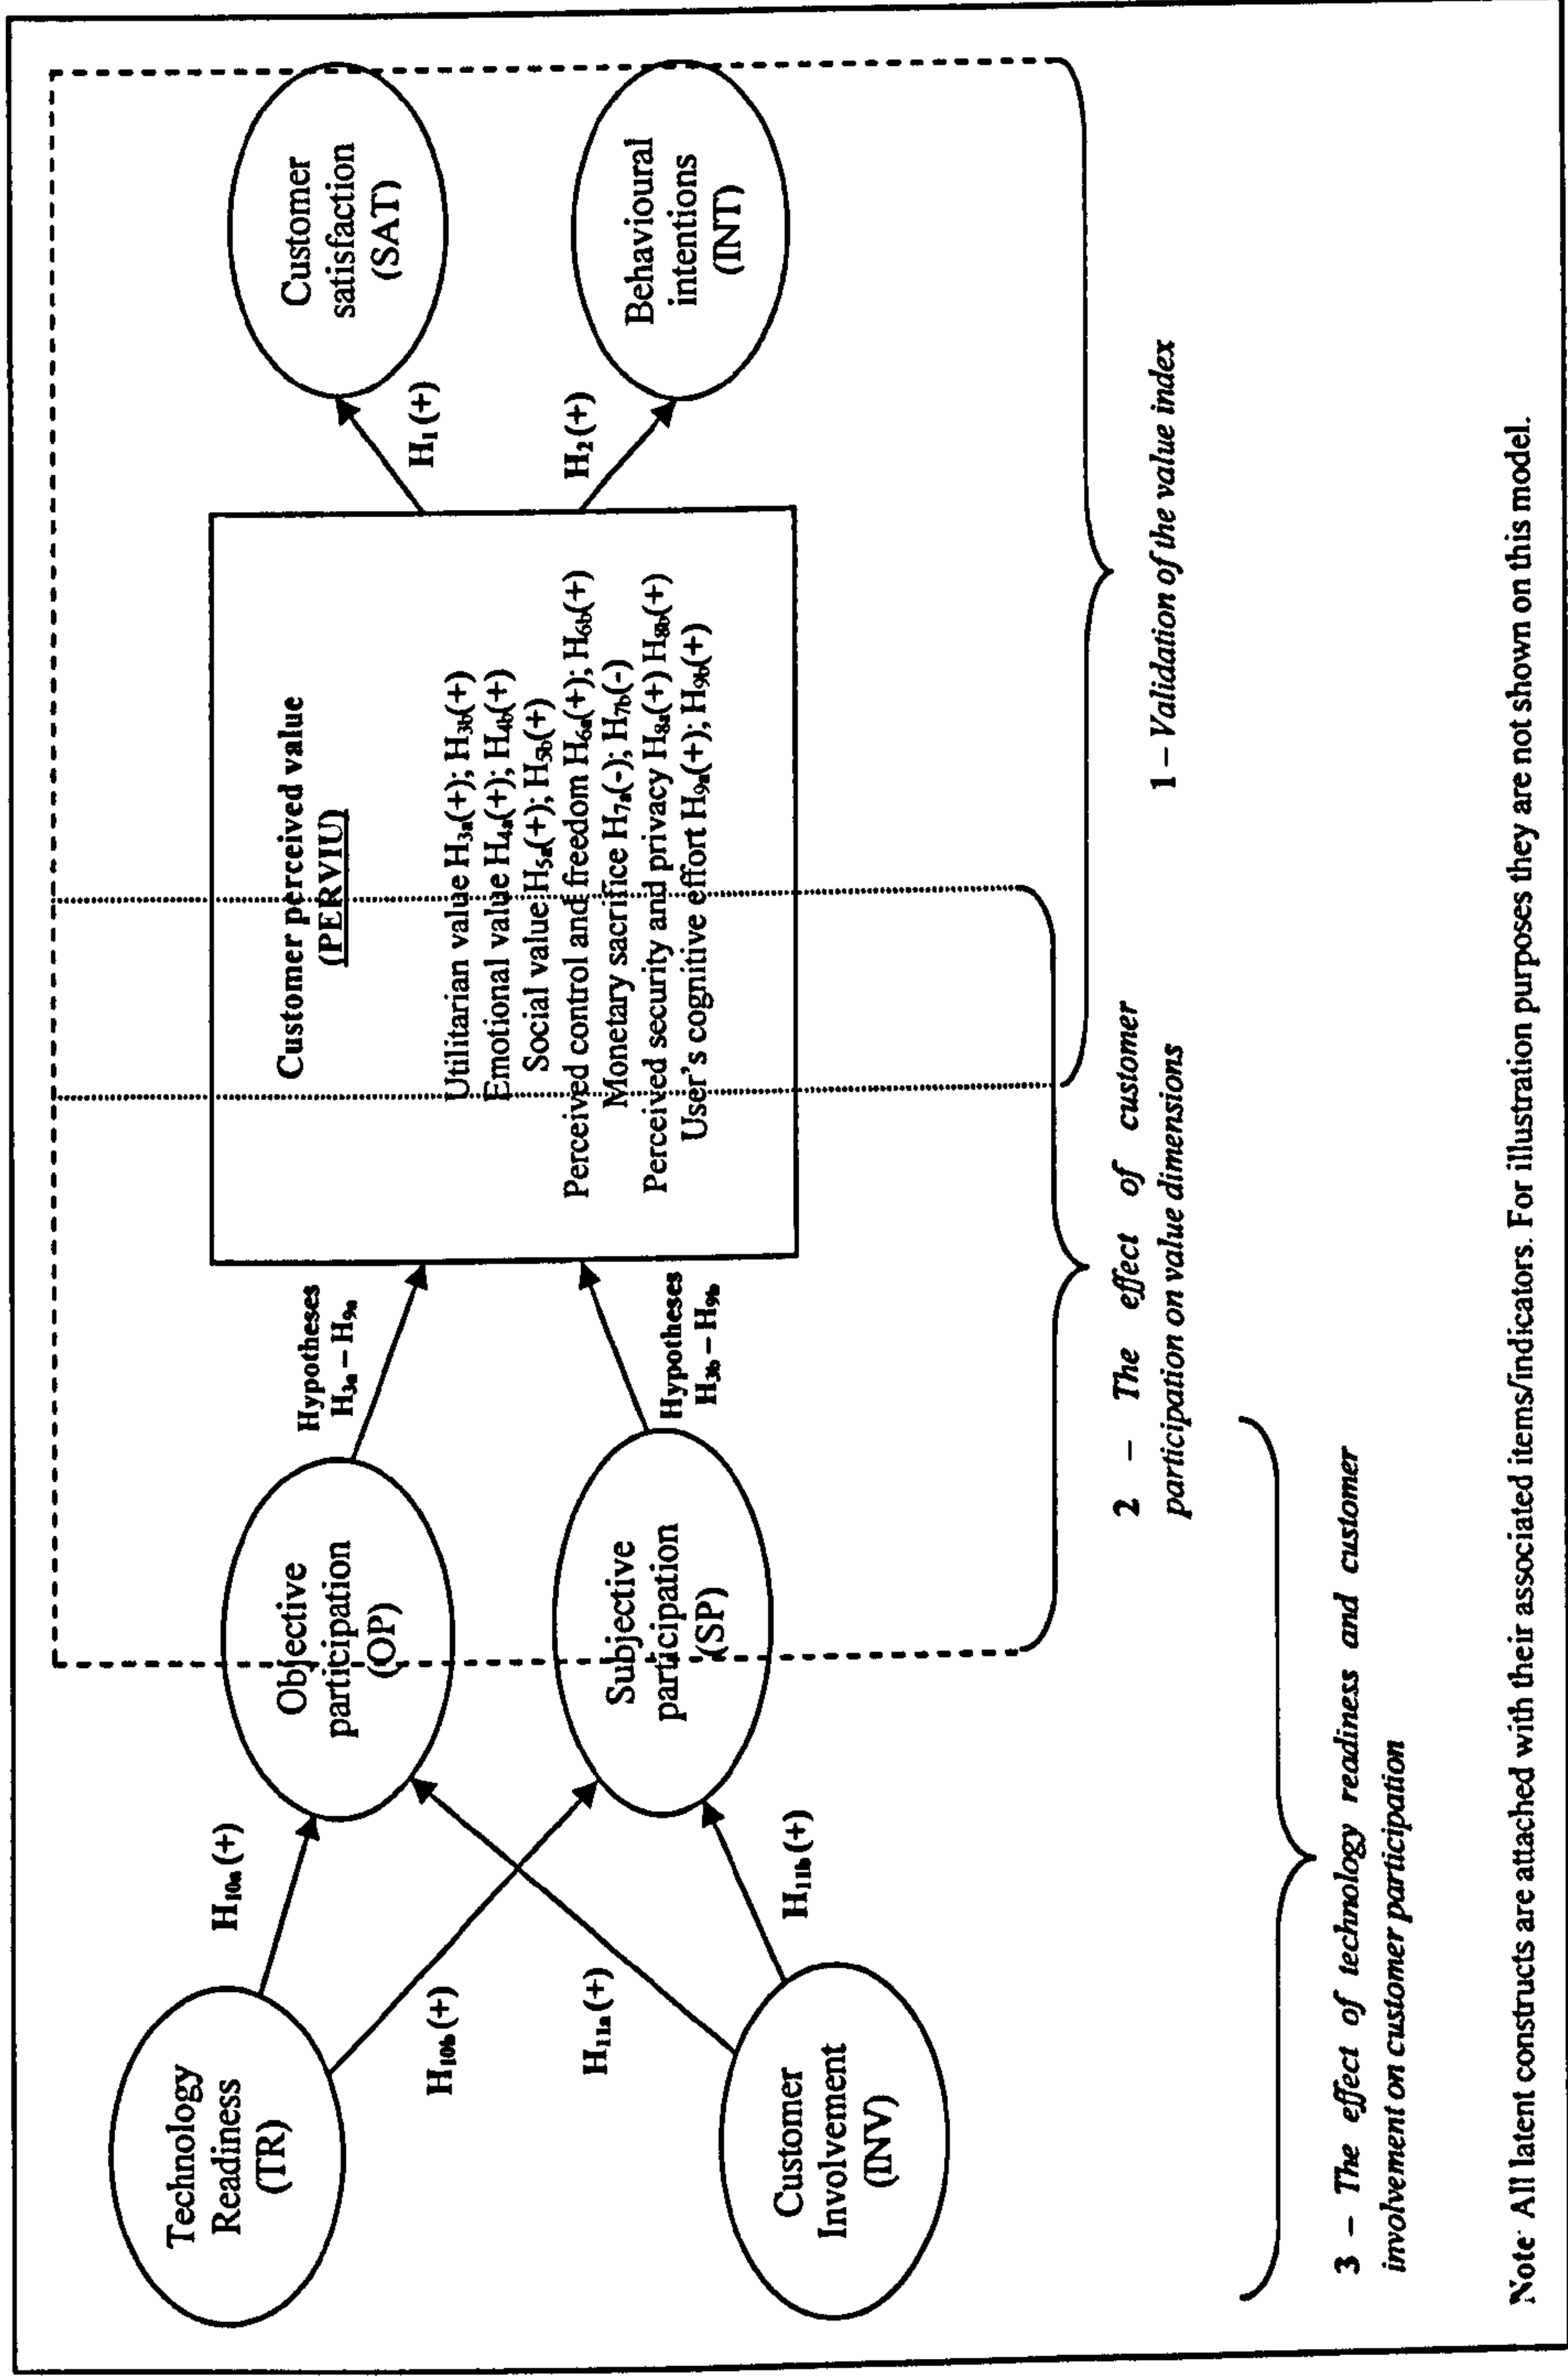 Technology
Readiness
(TR)
Customer
Involvement
(INV)
H₁₀ₐ(+)
H₁₀b(+)
H₁₁ₐ(+)
H₁₁b(+)
Objective
participation
(OP)
Subjective
participation
(SP)
Hypotheses
H₃ₐ – H₉ₐ
Hypotheses
H₃b – H₉b
Customer perceived value
(PERVIU)
Utilitarian value H₃ₐ(+); H₃b(+)
Emotional value H₄ₐ(+); H₄b(+)
Social value H₅ₐ(+); H₅b(+)
Perceived control and freedom H₆ₐ(+); H₆b(+)
Monetary sacrifice H₇ₐ(-); H₇b(-)
Perceived security and privacy H₈ₐ(+) H₈b(+)
User's cognitive effort H₉ₐ(+); H₉b(+)
H₁(+)
H₂(+)
Customer
satisfaction
(SAT)
Behavioural
intentions
(INT)
1 – Validation of the value index
2 – The effect of customer
participation on value dimensions
3 – The effect of technology readiness and customer
involvement on customer participation
Note: All latent constructs are attached with their associated items/indicators. For illustration purposes they are not shown on this model.